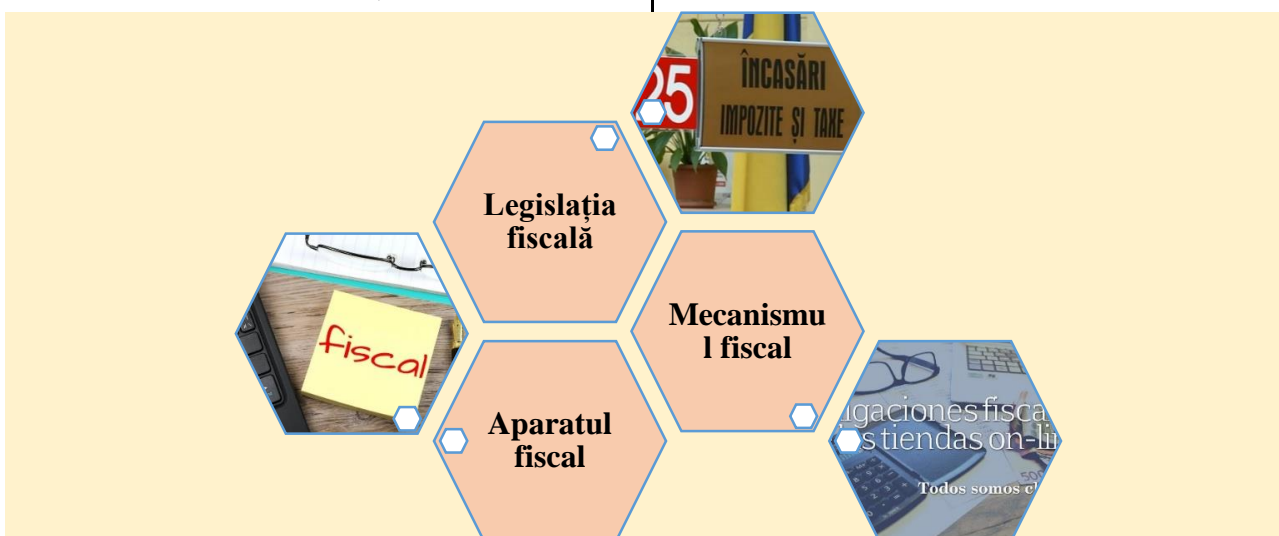 25
ÎNCASĂRI
IMPOZITE ȘI TAXE
Legislația
fiscală
Mecanismu
l fiscal
fiscal
Aparatul
fiscal
igaciones fisca
s tiendas on-li
Todos somos